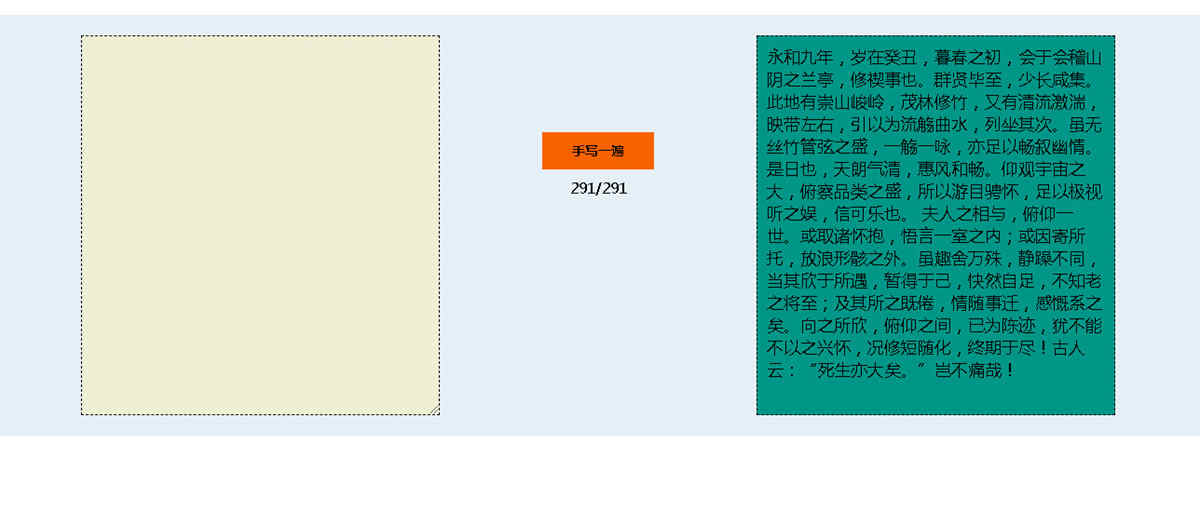 手写一遍
291/291
永和九年，岁在癸丑，暮春之初，会于会稽山
阴之兰亭，修禊事也。群贤毕至，少长咸集。
此地有崇山峻岭，茂林修竹，又有清流激湍，
映带左右，引以为流觞曲水，列坐其次。虽无
丝竹管弦之盛，一觞一咏，亦足以畅叙幽情。
是日也，天朗气清，惠风和畅。仰观宇宙之
大，俯察品类之盛，所以游目骋怀，足以极视
听之娱，信可乐也。 夫人之相与，俯仰一
世。或取诸怀抱，悟言一室之内；或因寄所
托，放浪形骸之外。虽趣舍万殊，静躁不同，
当其欣于所遇，暂得于己，快然自足，不知老
之将至；及其所之既倦，情随事迁，感慨系之
矣。向之所欣，俯仰之间，已为陈迹，犹不能
不以之兴怀，况修短随化，终期于尽！古人
云：“死生亦大矣。”岂不痛哉！